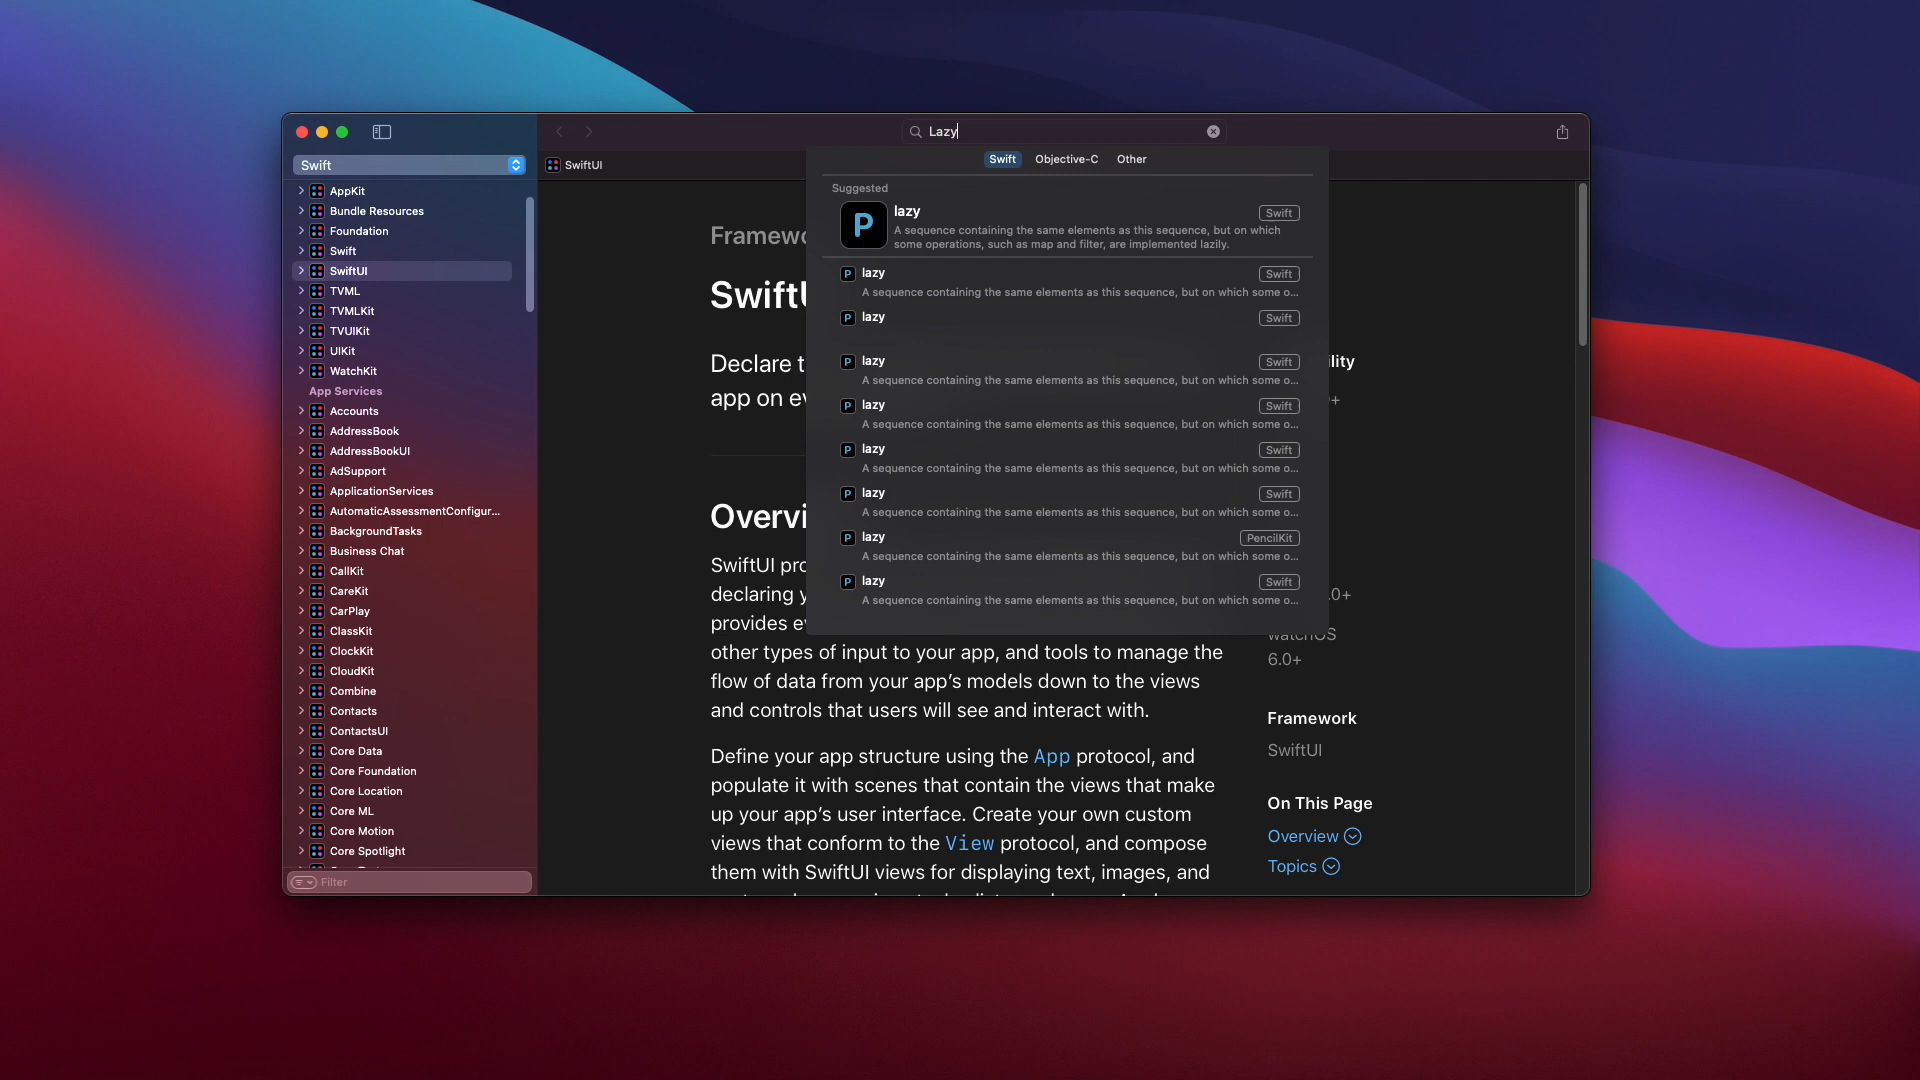 Lazy
Swift
SwiftUI
AppKit
Bundle Resources
Foundation
Swift
SwiftUI
TVML
TVMLKit
TVUIKit
UIKit
WatchKit
App Services
Accounts
AddressBook
AddressBookUI
AdSupport
ApplicationServices
AutomaticAssessmentConfigur...
BackgroundTasks
Business Chat
CallKit
CareKit
CarPlay
ClassKit
ClockKit
CloudKit
Combine
Contacts
ContactsUI
Core Data
Core Foundation
Core Location
Core ML
Core Motion
Core Spotlight
Filter
Swift Objective-C Other
Suggested
P
lazy Swift
A sequence containing the same elements as this sequence, but on which
some operations, such as map and filter, are implemented lazily.
P lazy Swift
A sequence containing the same elements as this sequence, but on which some o...
P lazy Swift
P lazy Swift
A sequence containing the same elements as this sequence, but on which some o...
P lazy Swift
A sequence containing the same elements as this sequence, but on which some o...
P lazy Swift
A sequence containing the same elements as this sequence, but on which some o...
P lazy Swift
A sequence containing the same elements as this sequence, but on which some o...
P lazy PencilKit
A sequence containing the same elements as this sequence, but on which some o...
P lazy Swift
A sequence containing the same elements as this sequence, but on which some o...
Declare
app on
SwiftUI
declaring
provides
other types of input to your app, and tools to manage the
flow of data from your app’s models down to the views
and controls that users will see and interact with.
Define your app structure using the App protocol, and
populate it with scenes that contain the views that make
up your app’s user interface. Create your own custom
views that conform to the View protocol, and compose
them with SwiftUI views for displaying text, images, and
watchOS
6.0+
Framework
SwiftUI
On This Page
Overview
Topics